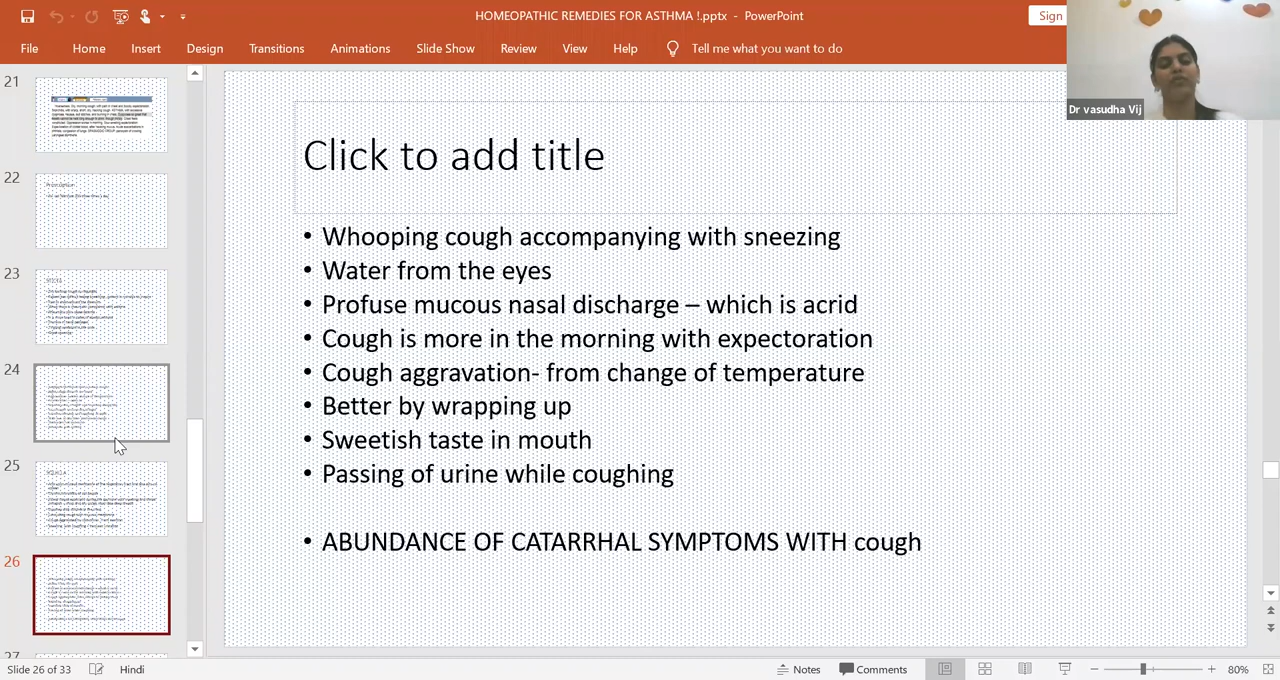 HOMEOPATHIC REMEDIES FOR ASTHMA !.pptx - PowerPoint
Sign
File Home Insert Design Transitions Animations Slide Show Review View Help Tell me what you want to do
Dr vasudha Vij
21
22
Prescription
23
24
25
26
27
Click to add title
• Whooping cough accompanying with sneezing
• Water from the eyes
• Profuse mucous nasal discharge – which is acrid
• Cough is more in the morning with expectoration
• Cough aggravation- from change of temperature
• Better by wrapping up
• Sweetish taste in mouth
• Passing of urine while coughing
• ABUNDANCE OF CATARRHAL SYMPTOMS WITH cough
Slide 26 of 33 Hindi Notes Comments 80%